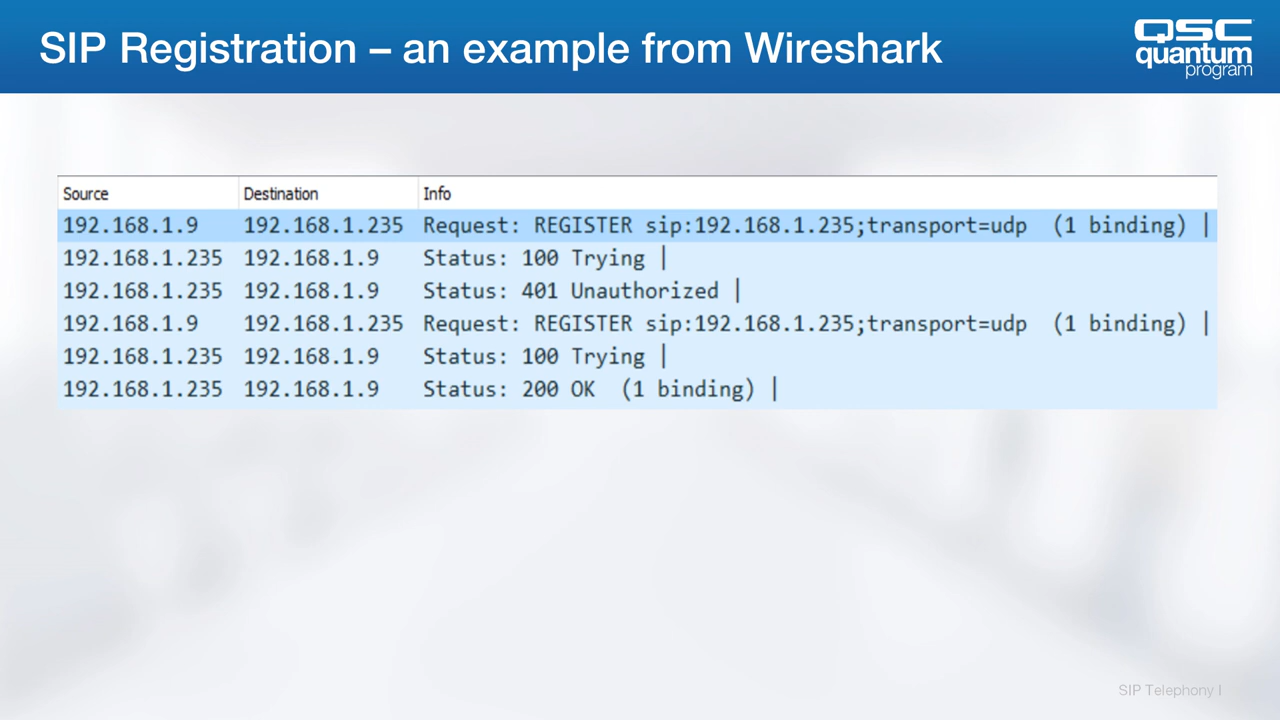 SIP Registration – an example from Wireshark
QSC
quantum
program
Source Destination Info
192.168.1.9 192.168.1.235 Request: REGISTER sip:192.168.1.235;transport=udp (1 binding) |
192.168.1.235 192.168.1.9 Status: 100 Trying |
192.168.1.235 192.168.1.9 Status: 401 Unauthorized |
192.168.1.9 192.168.1.235 Request: REGISTER sip:192.168.1.235;transport=udp (1 binding) |
192.168.1.235 192.168.1.9 Status: 100 Trying |
192.168.1.235 192.168.1.9 Status: 200 OK (1 binding) |
SIP Telephony I